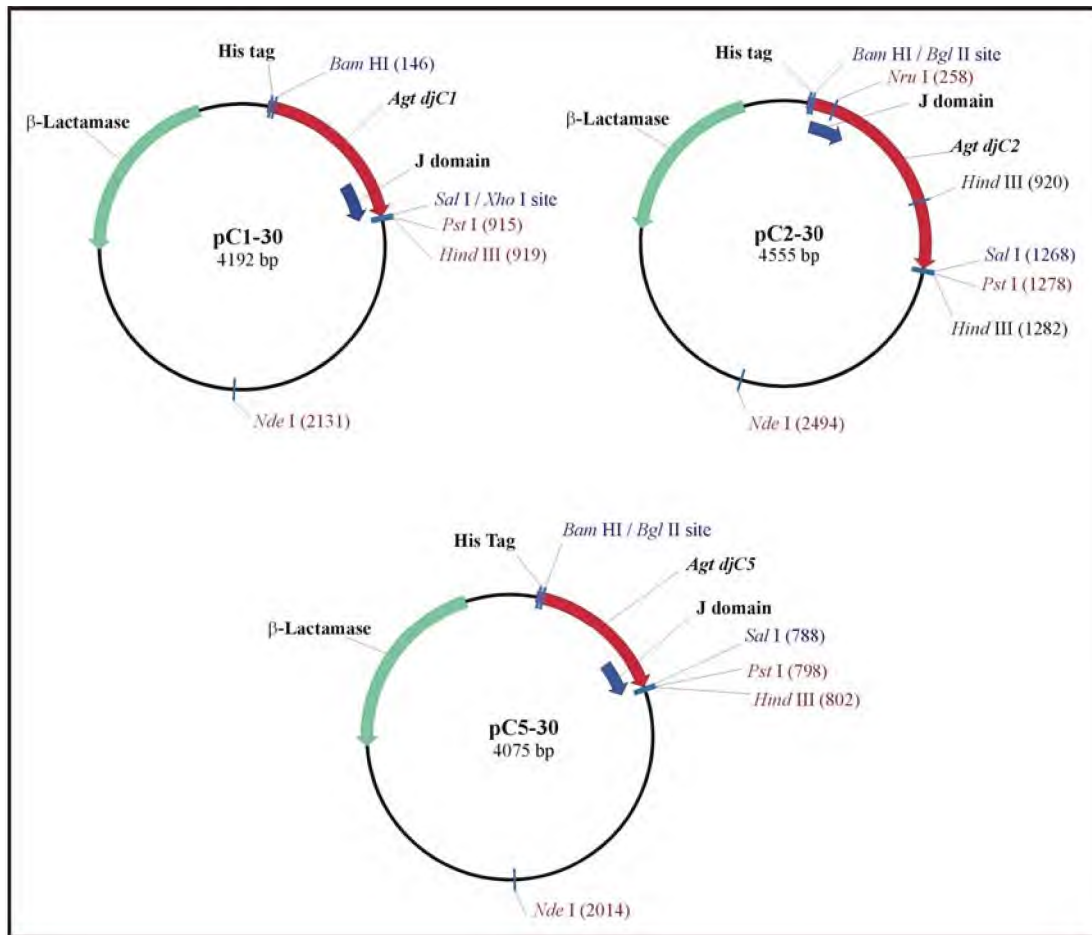 His tag
Bam HI (146)
Agt djC1
β-Lactamase
J domain
Sal I / Xho I site
Pst I (915)
Hind III (919)
pC1-30
4192 bp
Nde I (2131)
His tag
Bam HI / Bgl II site
Nru I (258)
J domain
β-Lactamase
Agt djC2
Hind III (920)
pC2-30
4555 bp
Sal I (1268)
Pst I (1278)
Hind III (1282)
Nde I (2494)
His Tag
Bam HI / Bgl II site
Agt djC5
J domain
β-Lactamase
Sal I (788)
Pst I (798)
Hind III (802)
pC5-30
4075 bp
Nde I (2014)